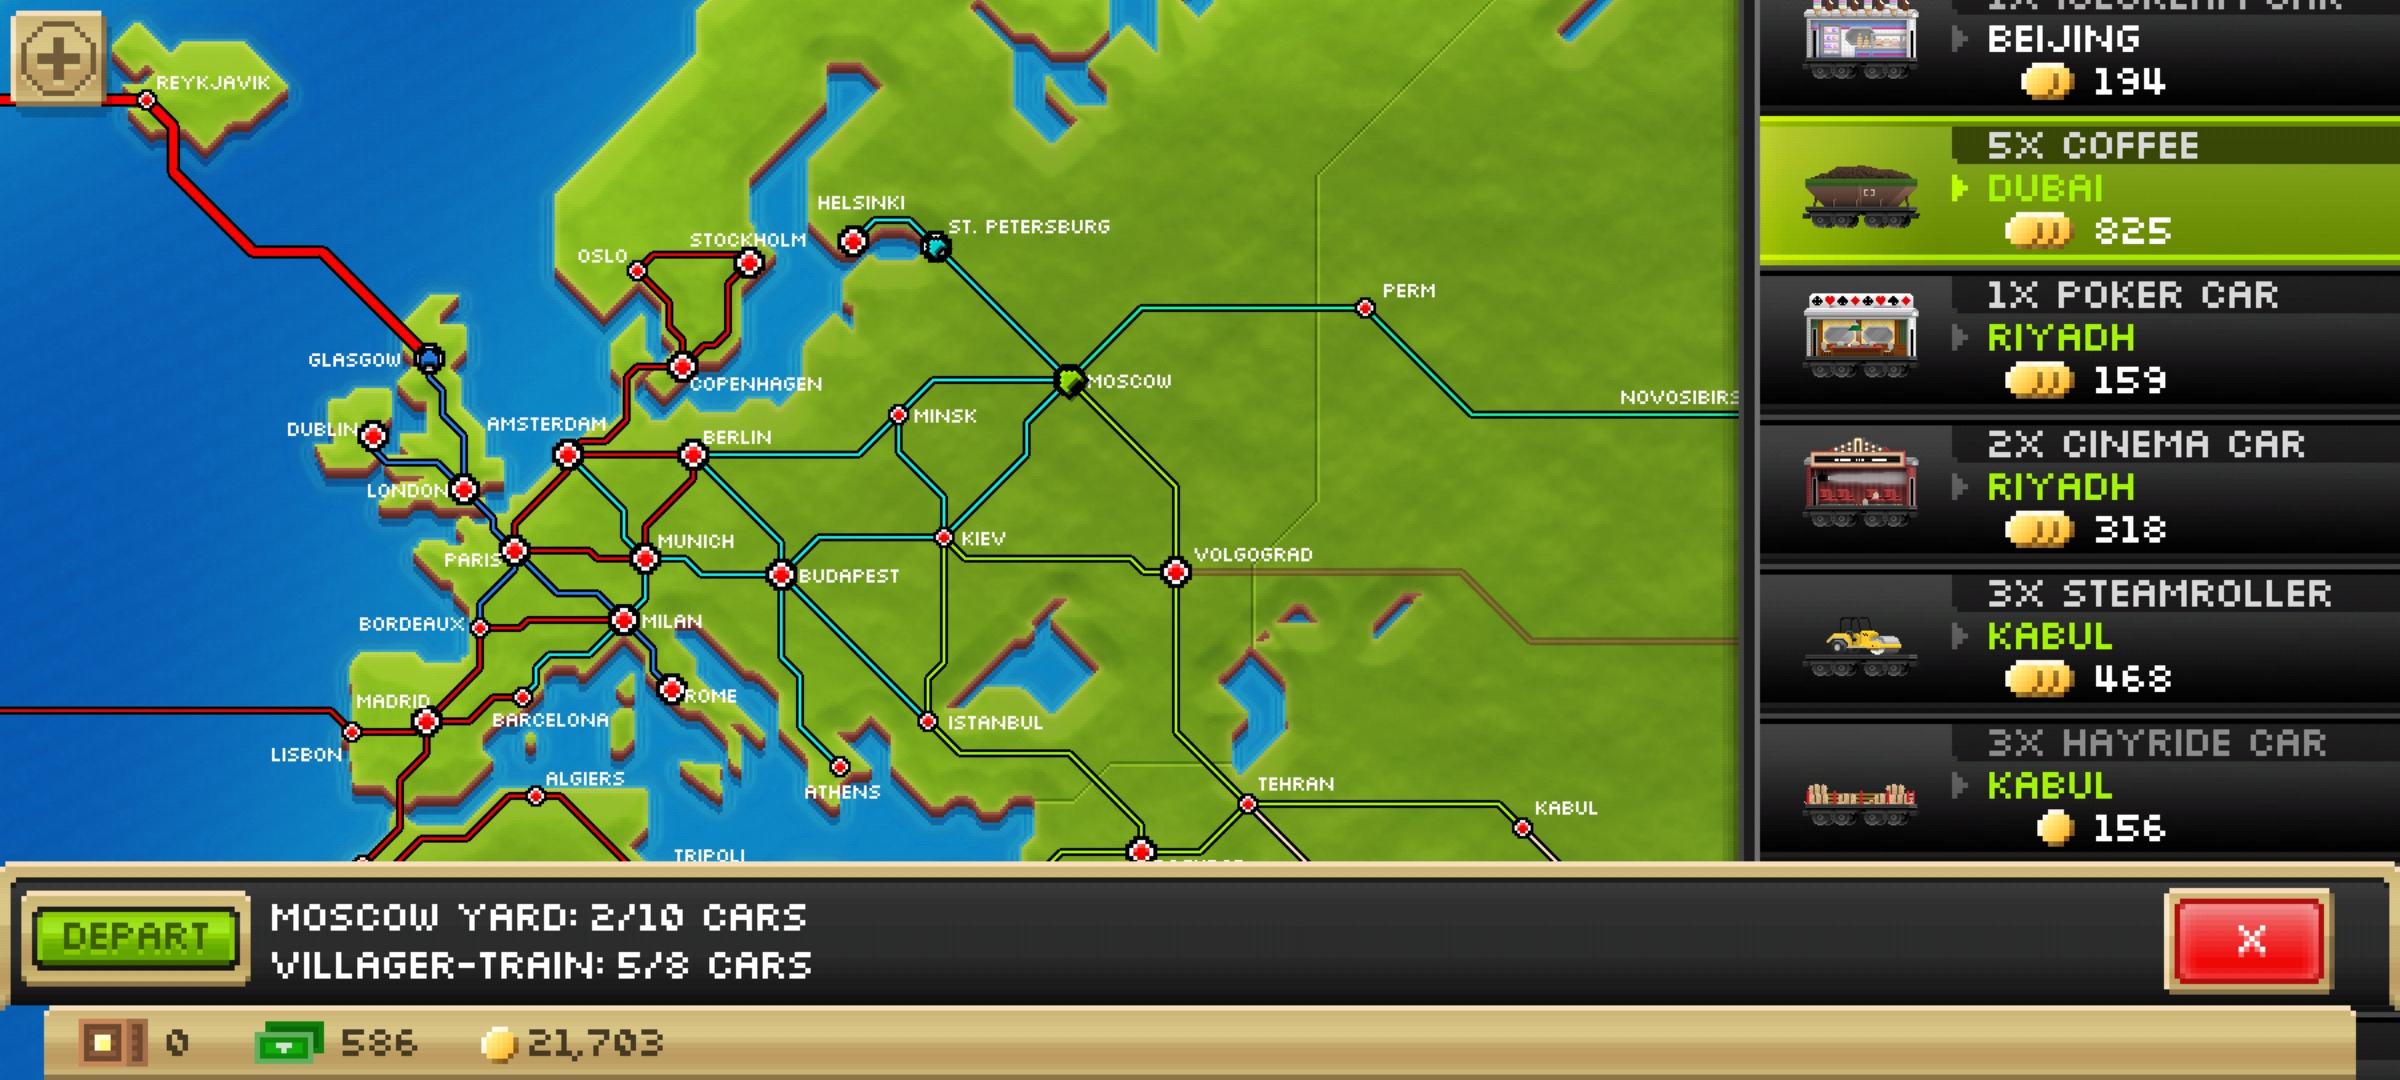 REYKJAVIK
HELSINKI
ST. PETERSBURG
STOCKHOLM
OSLO
PERM
GLASGOW
COPENHAGEN
MOSCOW
NOVOSIBIRS
MINSK
AMSTERDAM
DUBLIN
BERLIN
LONDON
MUNICH
KIEV
VOLGOGRAD
PARIS
BUDAPEST
BORDEAUX
MILAN
MADRID
ROME
BARCELONA
ISTANBUL
LISBON
ALGIERS
ATHENS
TEHRAN
KABUL
TRIPOLI
1X ICECREAM CAR
BEIJING
194
5X COFFEE
DUBAI
825
1X POKER CAR
RIYADH
159
2X CINEMA CAR
RIYADH
318
3X STEAMROLLER
KABUL
468
3X HAYRIDE CAR
KABUL
156
DEPART
MOSCOW YARD: 2/10 CARS
VILLAGER-TRAIN: 5/8 CARS
X
0
586
21,703